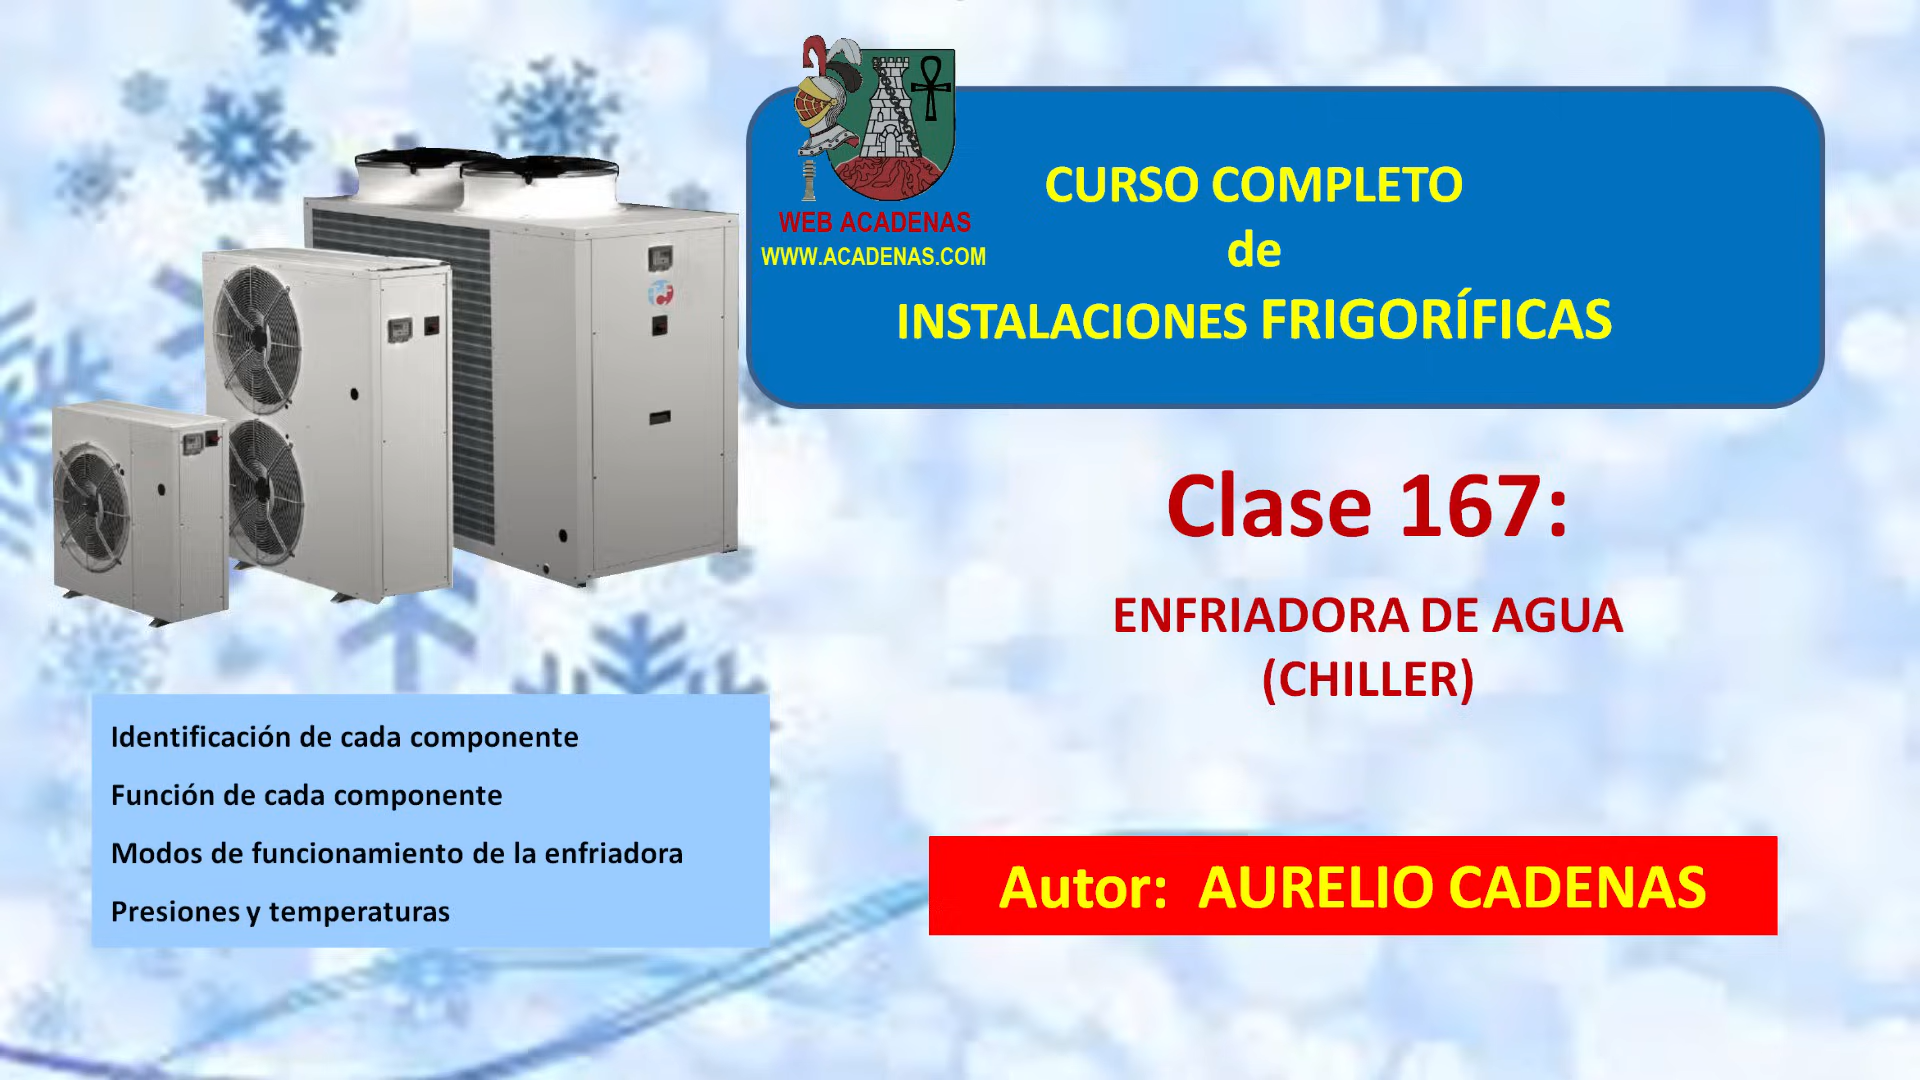 WEB ACADENAS
WWW.ACADENAS.COM
CURSO COMPLETO
de
INSTALACIONES FRIGORÍFICAS
Clase 167:
ENFRIADORA DE AGUA
(CHILLER)
Identificación de cada componente
Función de cada componente
Modos de funcionamiento de la enfriadora
Presiones y temperaturas
Autor: AURELIO CADENAS